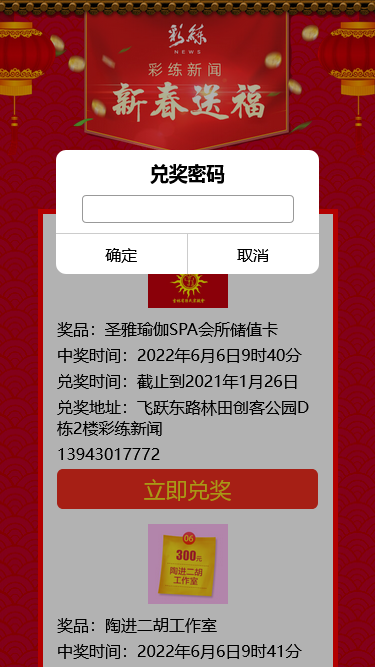 彩練
NEWS
彩练新闻
新春送福
兑奖密码
确定
取消
奖品：圣雅瑜伽SPA会所储值卡
中奖时间：2022年6月6日9时40分
兑奖时间：截止到2021年1月26日
兑奖地址：飞跃东路林田创客公园D
栋2楼彩练新闻
13943017772
立即兑奖
06
300元
陶进二胡
工作室
奖品：陶进二胡工作室
中奖时间：2022年6月6日9时41分